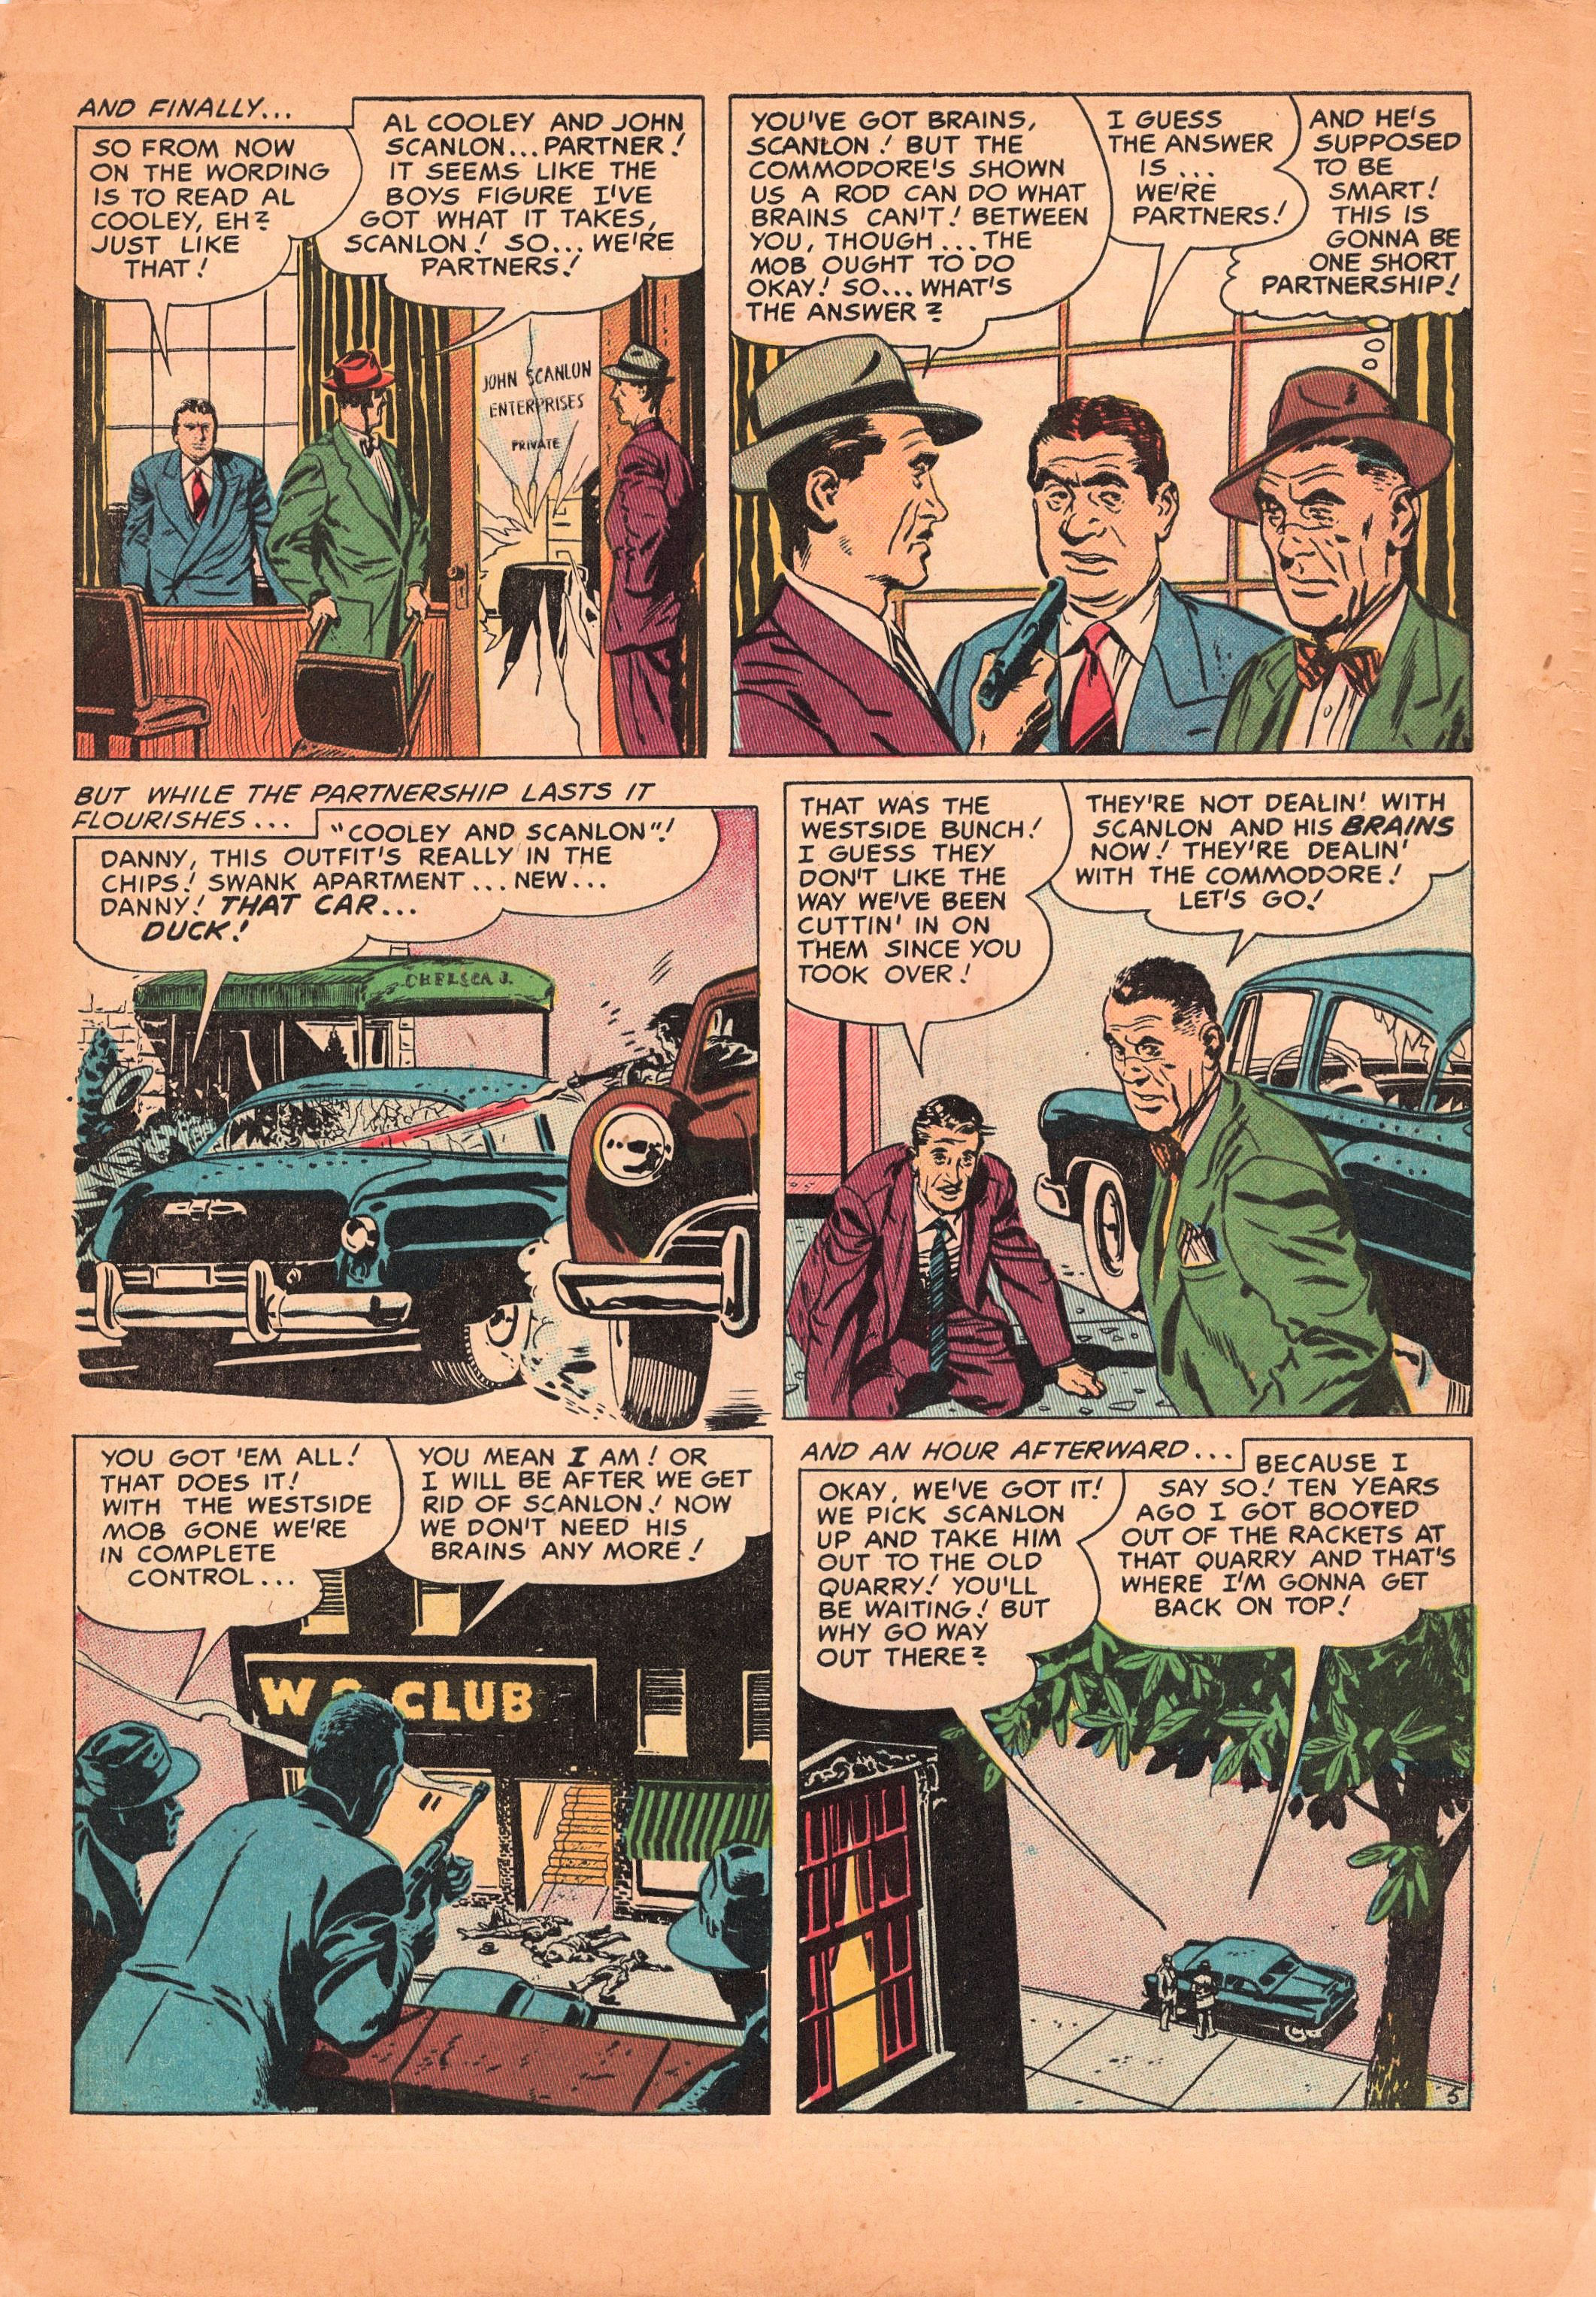 AND FINALLY...
SO FROM NOW
ON THE WORDING
IS TO READ AL
COOLEY, EH?
JUST LIKE
THAT!
AL COOLEY AND JOHN
SCANLON...PARTNER!
IT SEEMS LIKE THE
BOYS FIGURE I'VE
GOT WHAT IT TAKES,
SCANLON! SO...WE'RE
PARTNERS!
JOHN SCANLON
ENTERPRISES
PRIVATE
YOU'VE GOT BRAINS,
SCANLON! BUT THE
COMMODORE'S SHOWN
US A ROD CAN DO WHAT
BRAINS CAN'T! BETWEEN
YOU, THOUGH...THE
MOB OUGHT TO DO
OKAY! SO...WHAT'S
THE ANSWER?
I GUESS
THE ANSWER
IS...
WE'RE
PARTNERS!
AND HE'S
SUPPOSED
TO BE
SMART!
THIS IS
GONNA BE
ONE SHORT
PARTNERSHIP!
BUT WHILE THE PARTNERSHIP LASTS IT
FLOURISHES...
"COOLEY AND SCANLON"!
DANNY, THIS OUTFIT'S REALLY IN THE
CHIPS! SWANK APARTMENT...NEW...
DANNY! THAT CAR...
DUCK!
CHELSEA J.
THAT WAS THE
WESTSIDE BUNCH!
I GUESS THEY
DON'T LIKE THE
WAY WE'VE BEEN
CUTTIN' IN ON
THEM SINCE YOU
TOOK OVER!
THEY'RE NOT DEALIN' WITH
SCANLON AND HIS BRAINS
NOW! THEY'RE DEALIN'
WITH THE COMMODORE!
LET'S GO!
YOU GOT 'EM ALL!
THAT DOES IT!
WITH THE WESTSIDE
MOB GONE WE'RE
IN COMPLETE
CONTROL...
YOU MEAN I AM! OR
I WILL BE AFTER WE GET
RID OF SCANLON! NOW
WE DON'T NEED HIS
BRAINS ANY MORE!
W S CLUB
AND AN HOUR AFTERWARD...
OKAY, WE'VE GOT IT!
WE PICK SCANLON
UP AND TAKE HIM
OUT TO THE OLD
QUARRY! YOU'LL
BE WAITING! BUT
WHY GO WAY
OUT THERE?
BECAUSE I
SAY SO! TEN YEARS
AGO I GOT BOOTED
OUT OF THE RACKETS AT
THAT QUARRY AND THAT'S
WHERE I'M GONNA GET
BACK ON TOP!
5